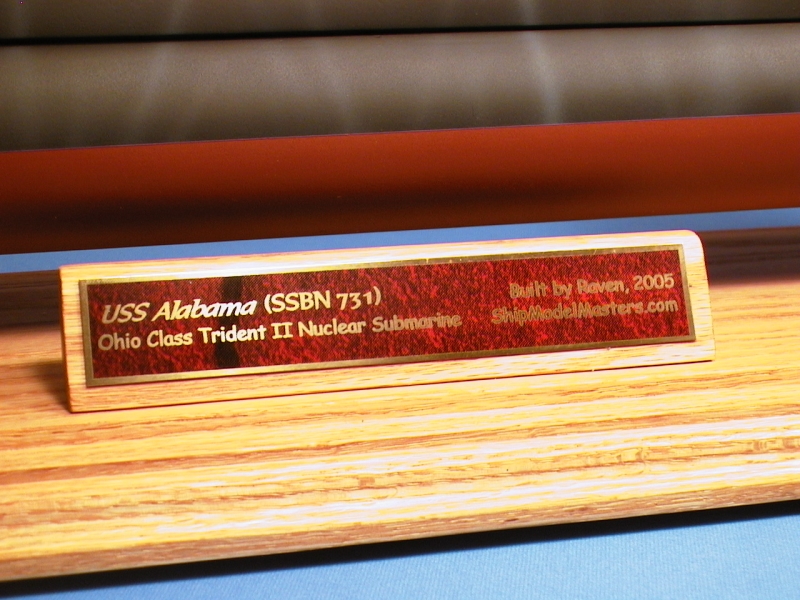 USS Alabama (SSBN 731)
Ohio Class Trident II Nuclear Submarine
Built by Raven, 2005
ShipModelMasters.com